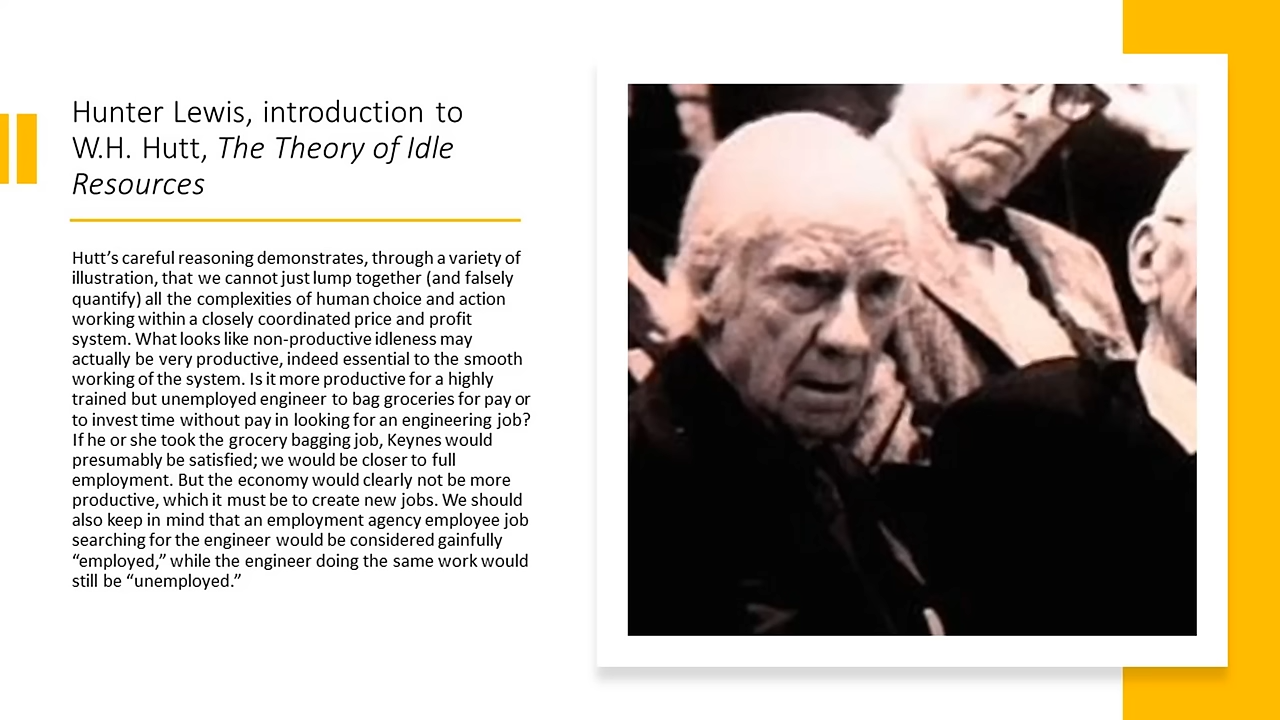 Hunter Lewis, introduction to
W.H. Hutt, The Theory of Idle
Resources
Hutt’s careful reasoning demonstrates, through a variety of
illustration, that we cannot just lump together (and falsely
quantify) all the complexities of human choice and action
working within a closely coordinated price and profit
system. What looks like non-productive idleness may
actually be very productive, indeed essential to the smooth
working of the system. Is it more productive for a highly
trained but unemployed engineer to bag groceries for pay or
to invest time without pay in looking for an engineering job?
If he or she took the grocery bagging job, Keynes would
presumably be satisfied; we would be closer to full
employment. But the economy would clearly not be more
productive, which it must be to create new jobs. We should
also keep in mind that an employment agency employee job
searching for the engineer would be considered gainfully
“employed,” while the engineer doing the same work would
still be “unemployed.”